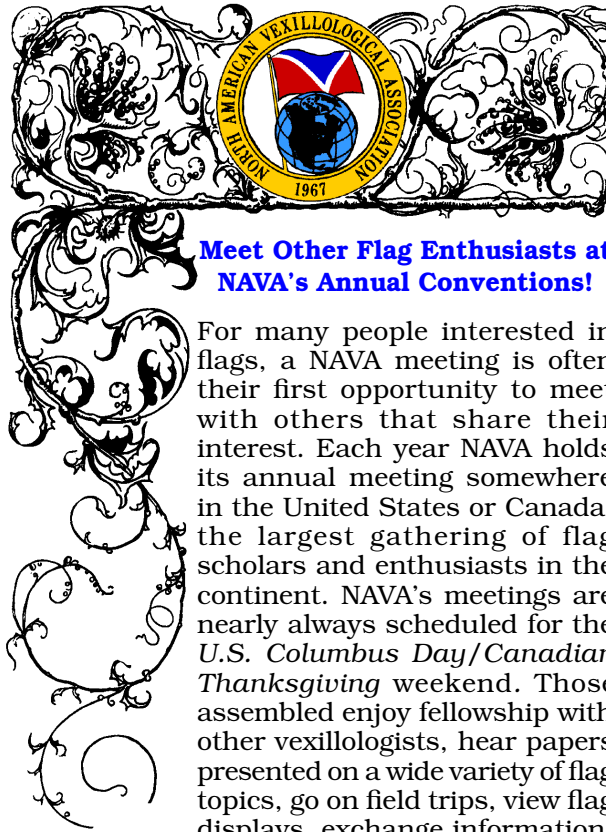 NORTH AMERICAN VEXILLOLOGICAL ASSOCIATION
1967
Meet Other Flag Enthusiasts at
NAVA's Annual Conventions!
For many people interested in
flags, a NAVA meeting is often
their first opportunity to meet
with others that share their
interest. Each year NAVA holds
its annual meeting somewhere
in the United States or Canada,
the largest gathering of flag
scholars and enthusiasts in the
continent. NAVA's meetings are
nearly always scheduled for the
U.S. Columbus Day/Canadian
Thanksgiving weekend. Those
assembled enjoy fellowship with
other vexillologists, hear papers
presented on a wide variety of flag
topics, go on field trips, view flag
displays, exchange information,